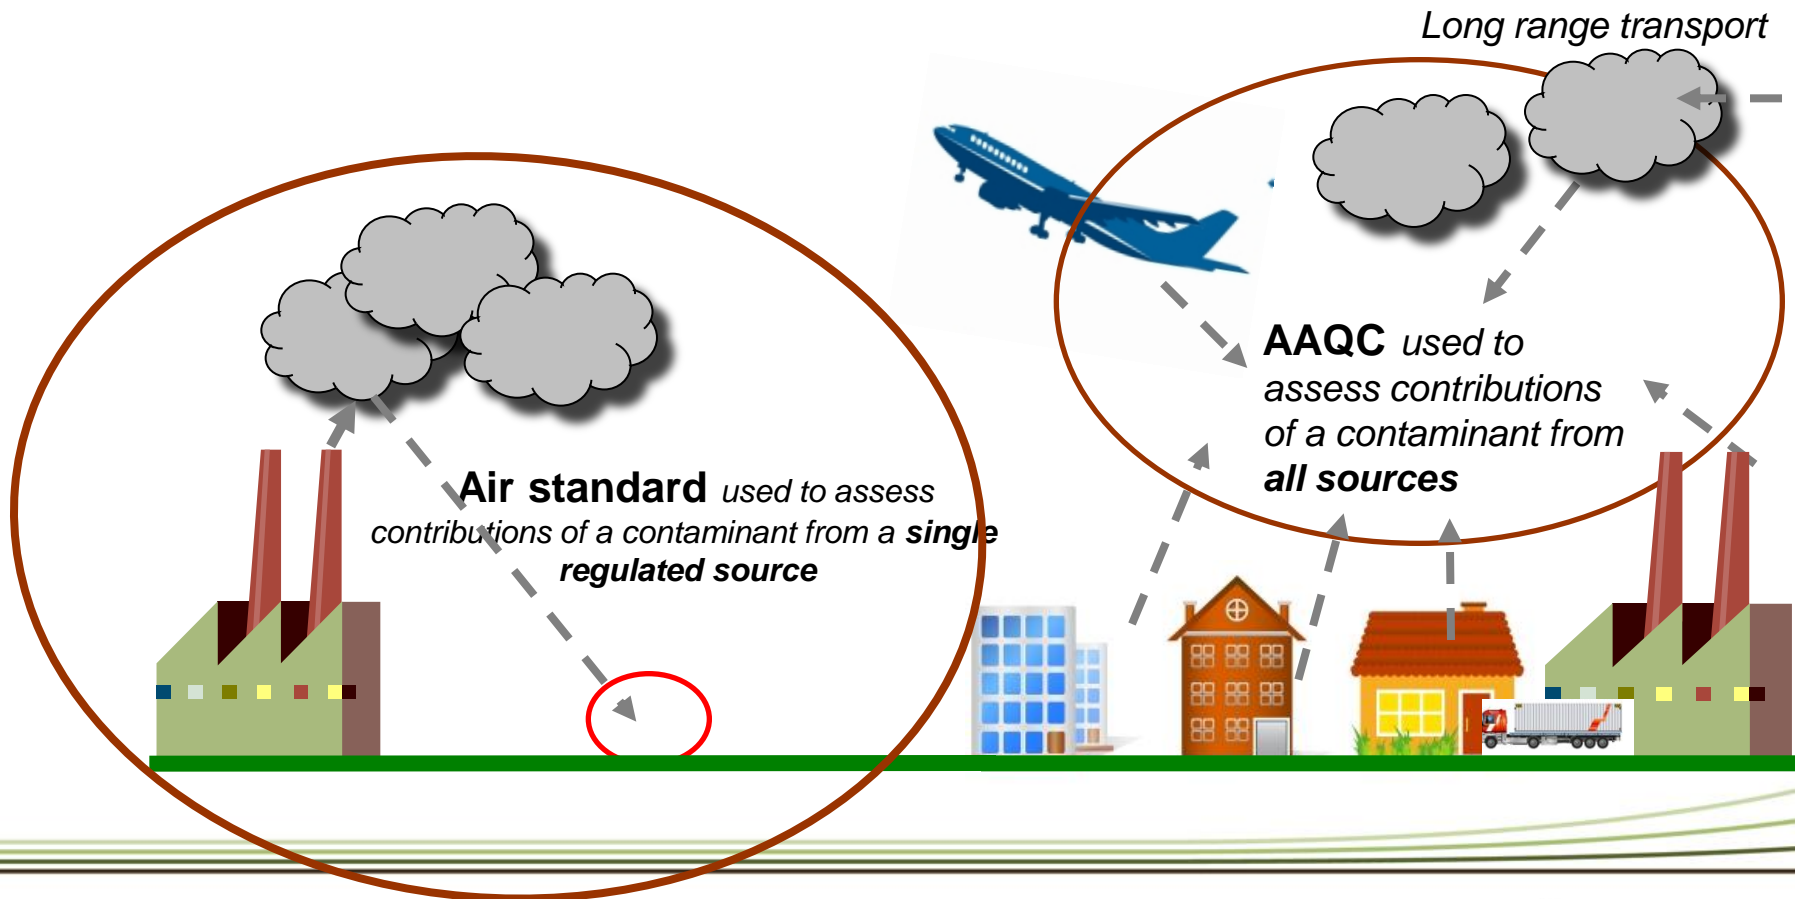 Long range transport
AAQC used to
assess contributions
of a contaminant from
all sources
Air standard used to assess
contributions of a contaminant from a single
regulated source